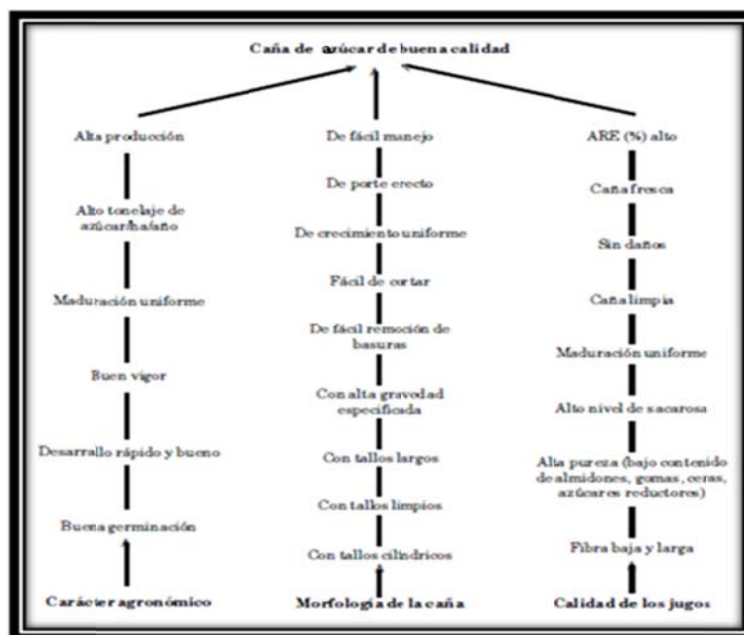 Caña de azúcar de buena calidad
Alta producción
Alto tonelaje de
azúcar/ha/año
Maduración uniforme
Buen vigor
Desarrallo rápido y bueno
Buena germinación
Carácter agronómico
De fácil manejo
De porte erecto
De crecimiento uniforme
Fácil de cortar
De fácil remoción de
basuras
Con alta gravedad
especificada
Con tallos largos
Con tallos limpios
Con tallos cilíndricos
Morfología de la caña
ARE (%) alto
Caña fresca
Sin daños
Caña limpia
Maduración uniforme
Alto nivel de sacarosa
Alta pureza (bajo contenido
de almidones, gomas, ceras,
azúcares reductores)
Fibra baja y larga
Calidad de los jugos